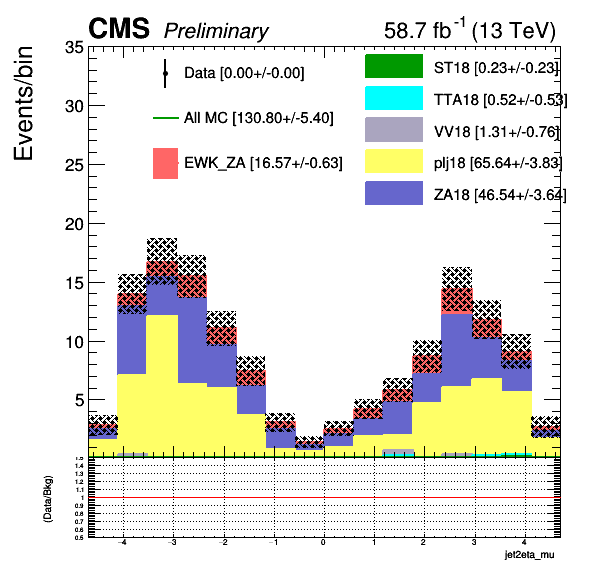 CMS Preliminary 58.7 fb-1 (13 TeV)
Events/bin
35
30
25
20
15
10
5
Data [0.00+/-0.00]
All MC [130.80+/-5.40]
EWK_ZA [16.57+/-0.63]
ST18 [0.23+/-0.23]
TTA18 [0.52+/-0.53]
VV18 [1.31+/-0.76]
plj18 [65.64+/-3.83]
ZA18 [46.54+/-3.64]
(Data/Bkg)
1.5
1.4
1.3
1.2
1.1
1
0.9
0.8
0.7
0.6
0.5
−4 −3 −2 −1 0 1 2 3 4
jet2eta_mu